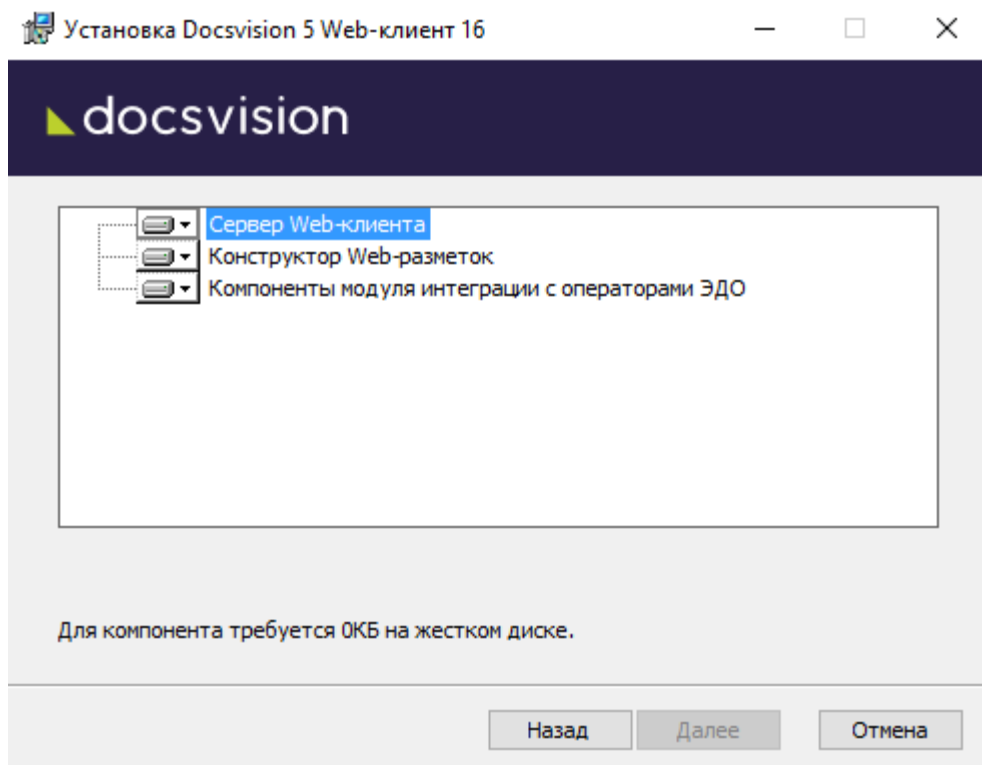 Установка Docsvision 5 Web-клиент 16
docsvision
Сервер Web-клиента
Конструктор Web-разметок
Компоненты модуля интеграции с операторами ЭДО
Для компонента требуется 0КБ на жестком диске.
Назад Далее Отмена